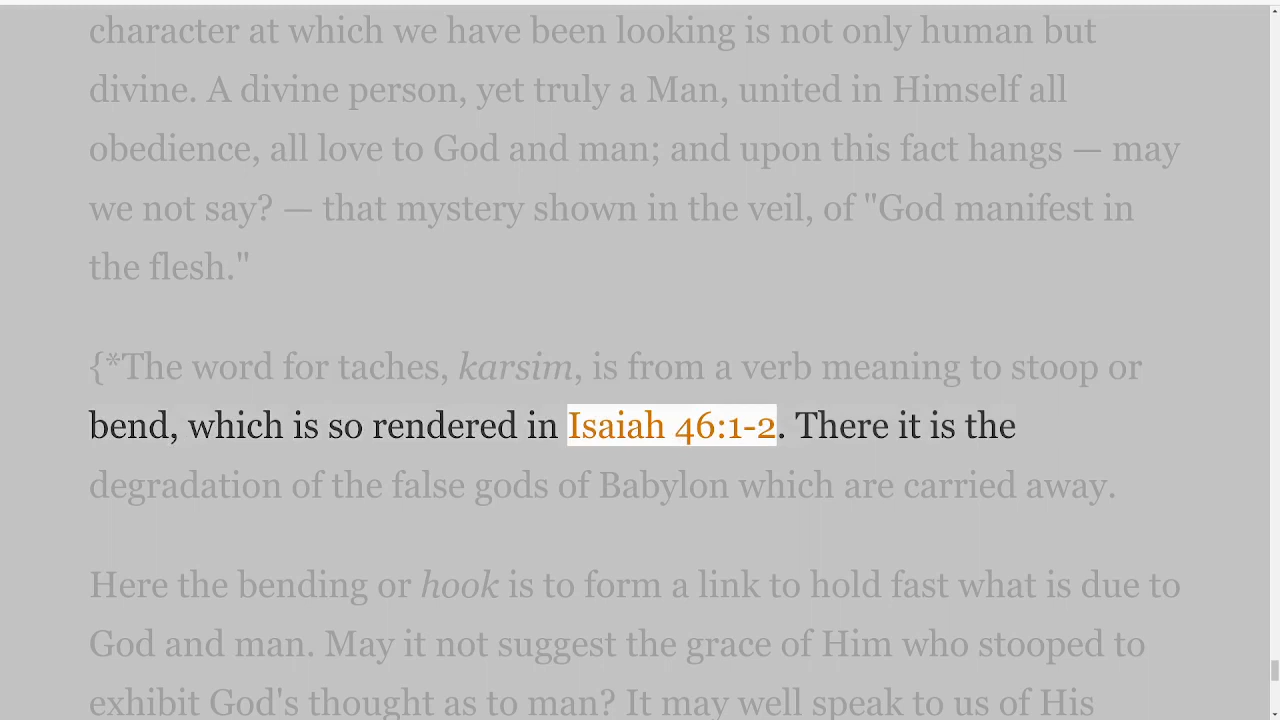 character at which we have been looking is not only human but
divine. A divine person, yet truly a Man, united in Himself all
obedience, all love to God and man; and upon this fact hangs — may
we not say? — that mystery shown in the veil, of "God manifest in
the flesh."
{*The word for taches, karsim, is from a verb meaning to stoop or
bend, which is so rendered in Isaiah 46:1-2. There it is the
degradation of the false gods of Babylon which are carried away.
Here the bending or hook is to form a link to hold fast what is due to
God and man. May it not suggest the grace of Him who stooped to
exhibit God's thought as to man? It may well speak to us of His